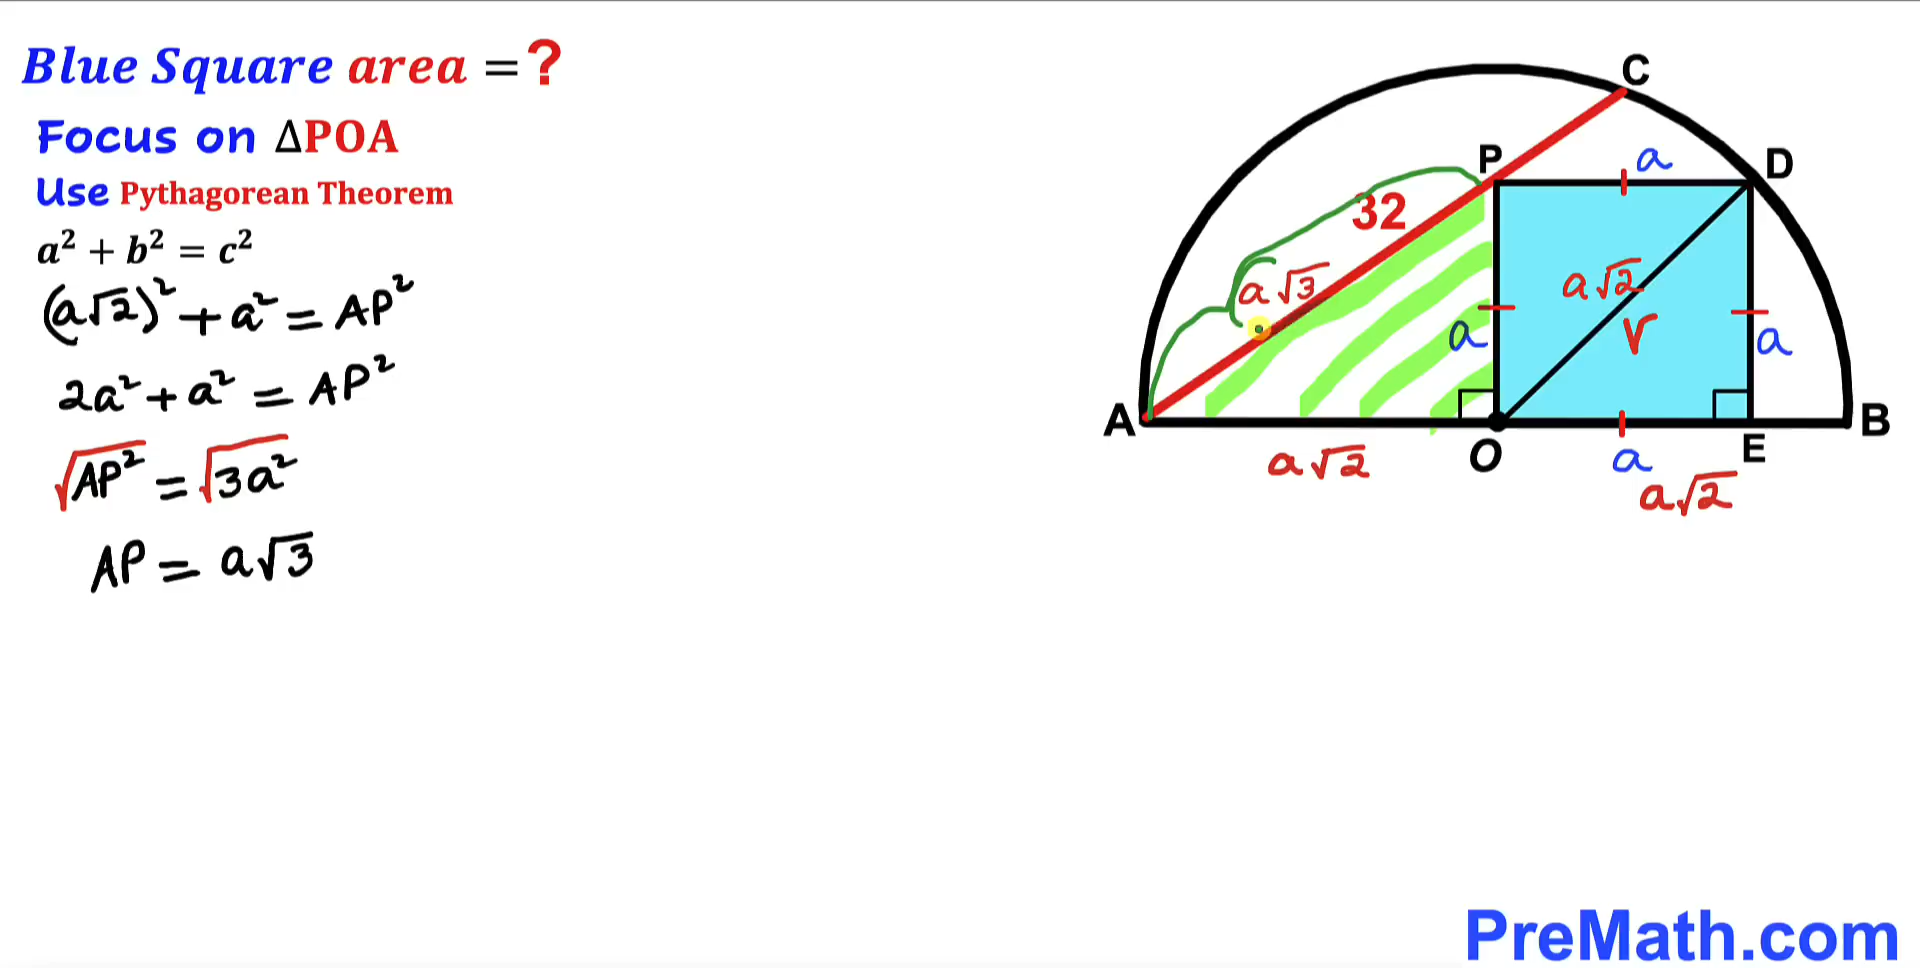 Blue Square area = ?
Focus on ΔPOA
Use Pythagorean Theorem
a² + b² = c²
(a√2)² + a² = AP²
2a² + a² = AP²
√AP² = √3a²
AP = a√3
C
P
a
D
32
a√3
a√2
r
a
a
A
O
E
B
a√2
a
a√2
PreMath.com